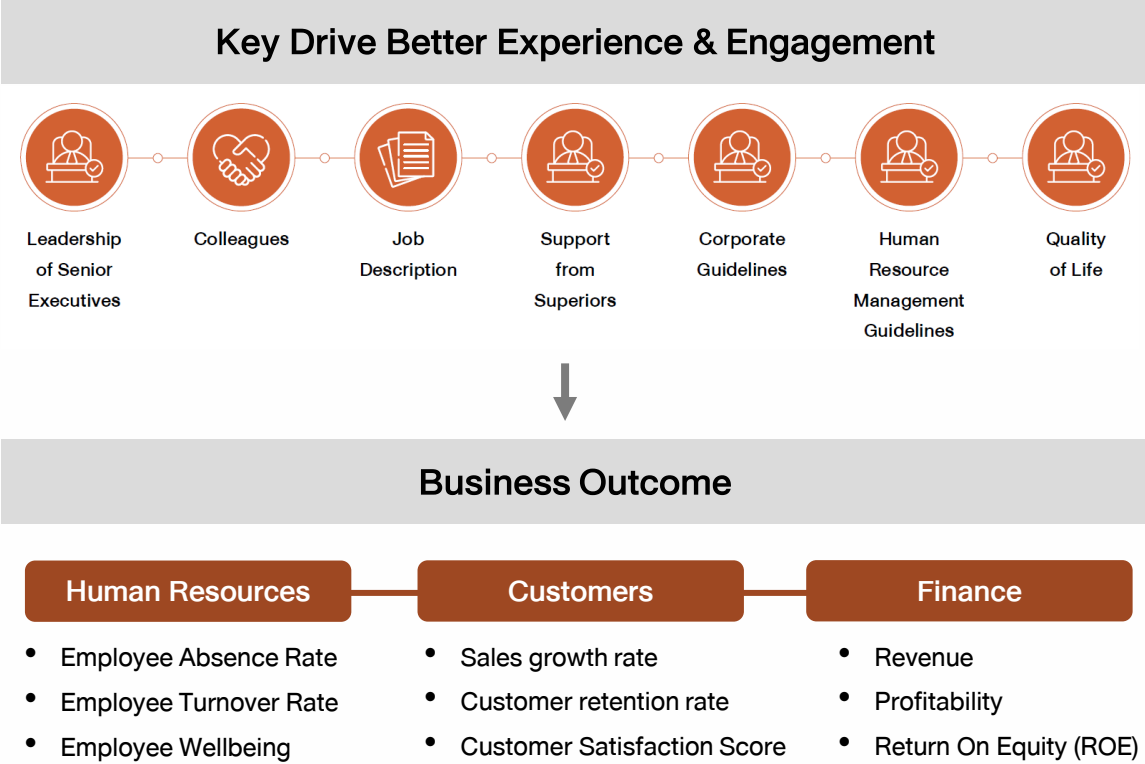 Key Drive Better Experience & Engagement
Leadership
of Senior
Executives
Colleagues
Job
Description
Support
from
Superiors
Corporate
Guidelines
Human
Resource
Management
Guidelines
Quality
of Life
Business Outcome
Human Resources
• Employee Absence Rate
• Employee Turnover Rate
• Employee Wellbeing
Customers
• Sales growth rate
• Customer retention rate
• Customer Satisfaction Score
Finance
• Revenue
• Profitability
• Return On Equity (ROE)